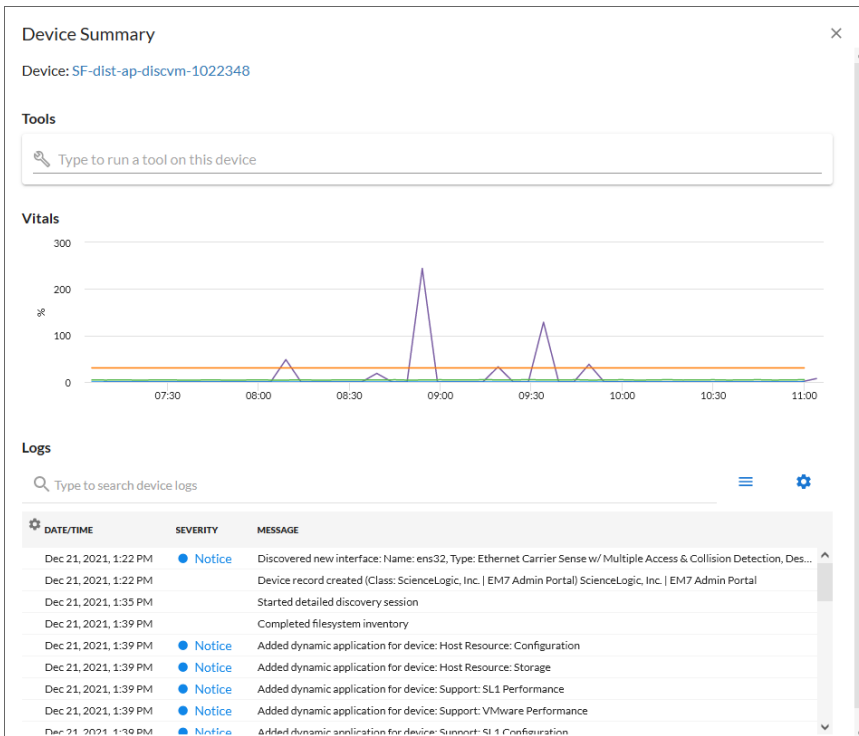 Device Summary
Device: SF-dist-ap-discvm-1022348
Tools
Type to run a tool on this device
Vitals
300
200
%
100
0
07:30 08:00 08:30 09:00 09:30 10:00 10:30 11:00
Logs
Type to search device logs
DATE/TIME SEVERITY MESSAGE
Dec 21, 2021, 1:22 PM Notice Discovered new interface: Name: ens32, Type: Ethernet Carrier Sense w/ Multiple Access & Collision Detection, Des...
Dec 21, 2021, 1:22 PM Device record created (Class: ScienceLogic, Inc. | EM7 Admin Portal) ScienceLogic, Inc. | EM7 Admin Portal
Dec 21, 2021, 1:35 PM Started detailed discovery session
Dec 21, 2021, 1:39 PM Completed filesystem inventory
Dec 21, 2021, 1:39 PM Notice Added dynamic application for device: Host Resource: Configuration
Dec 21, 2021, 1:39 PM Notice Added dynamic application for device: Host Resource: Storage
Dec 21, 2021, 1:39 PM Notice Added dynamic application for device: Support: SL1 Performance
Dec 21, 2021, 1:39 PM Notice Added dynamic application for device: Support: VMware Performance
Dec 21, 2021, 1:39 PM Notice Added dynamic application for device: Support: SL1 Configuration